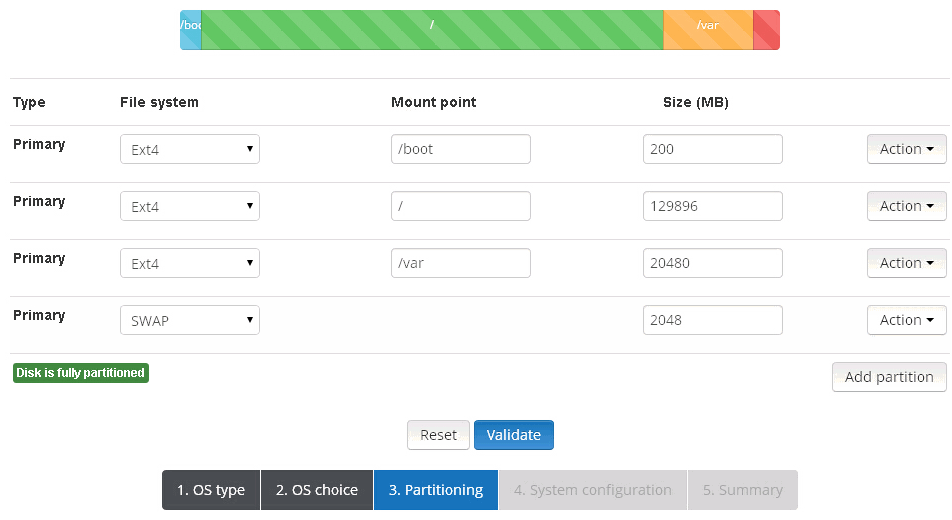 /boo / /var
Type File system Mount point Size (MB)
Primary Ext4 /boot 200 Action
Primary Ext4 / 129896 Action
Primary Ext4 /var 20480 Action
Primary SWAP 2048 Action
Disk is fully partitioned Add partition
Reset Validate
1. OS type 2. OS choice 3. Partitioning 4. System configuration 5. Summary